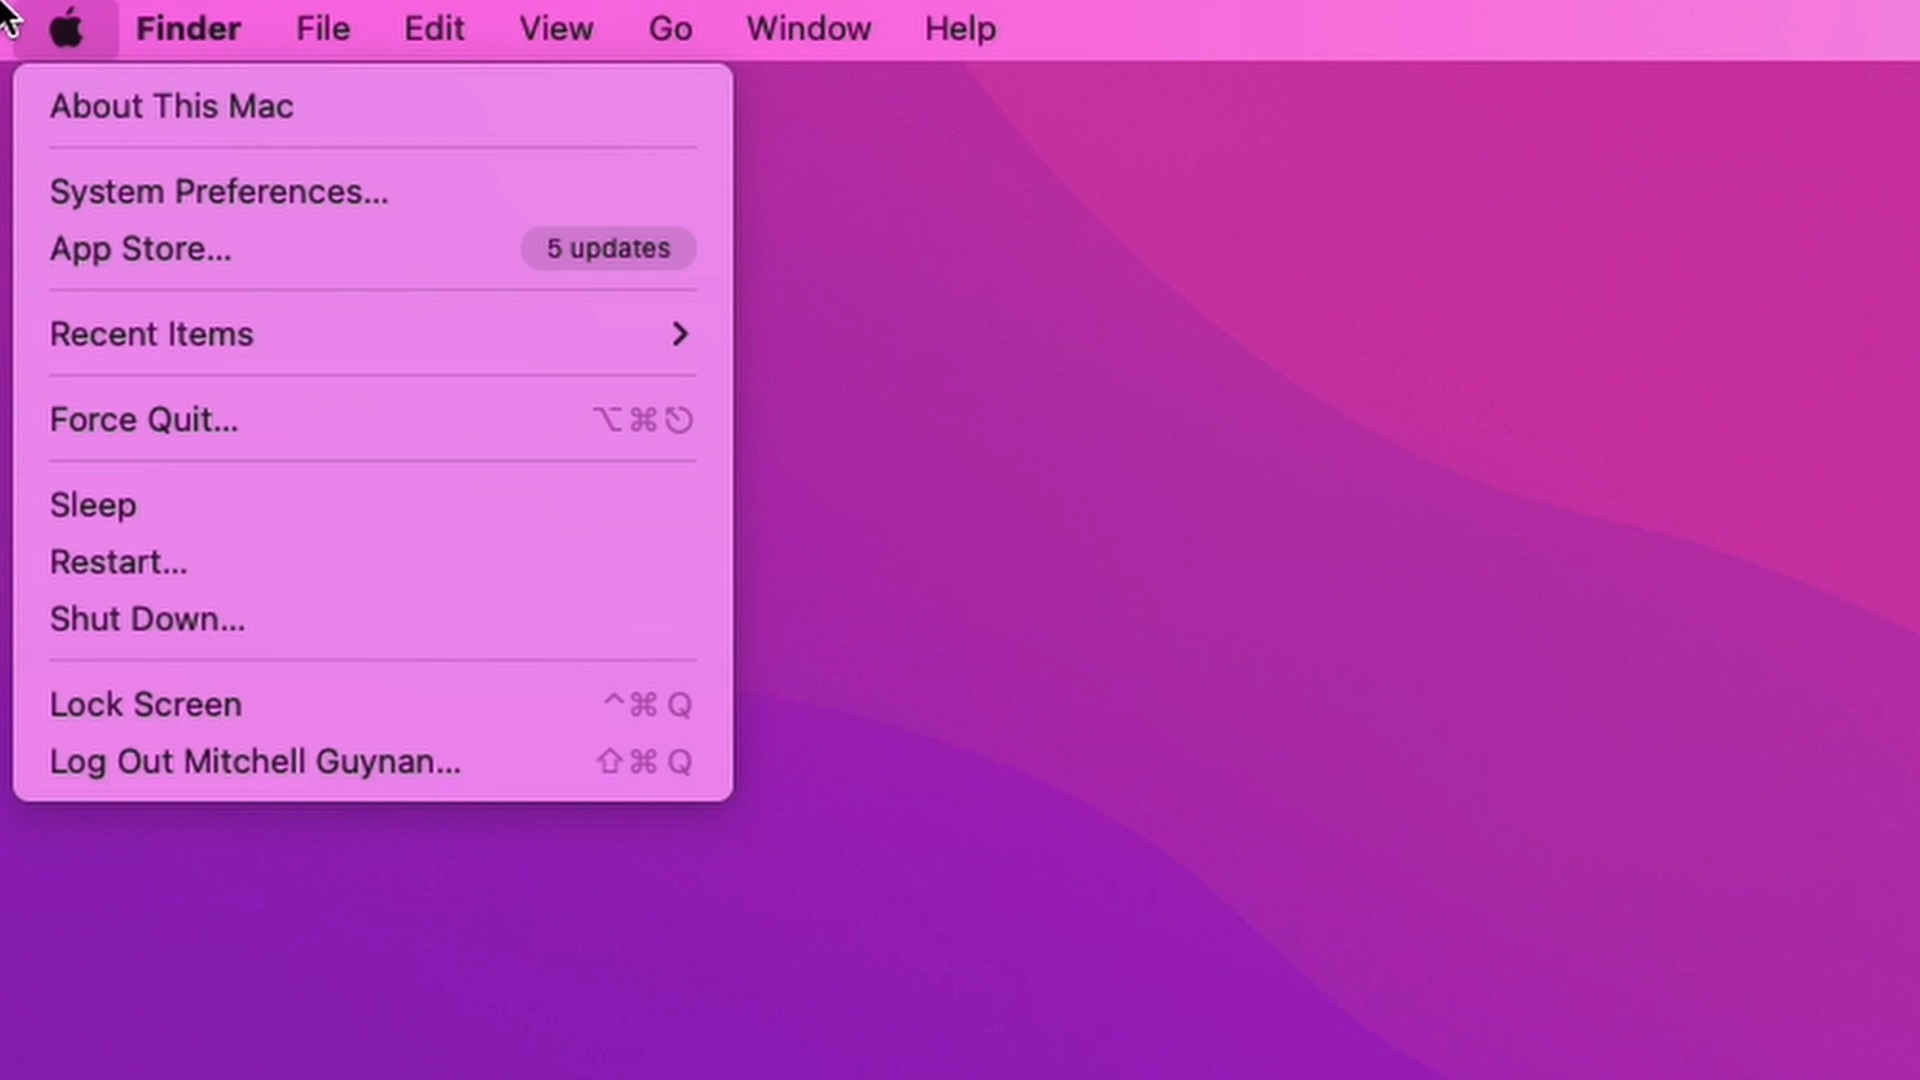 Finder File Edit View Go Window Help
About This Mac
System Preferences...
App Store... 5 updates
Recent Items
Force Quit... ⌥⌘⎋
Sleep
Restart...
Shut Down...
Lock Screen ^⌘Q
Log Out Mitchell Guynan... ⇧⌘Q